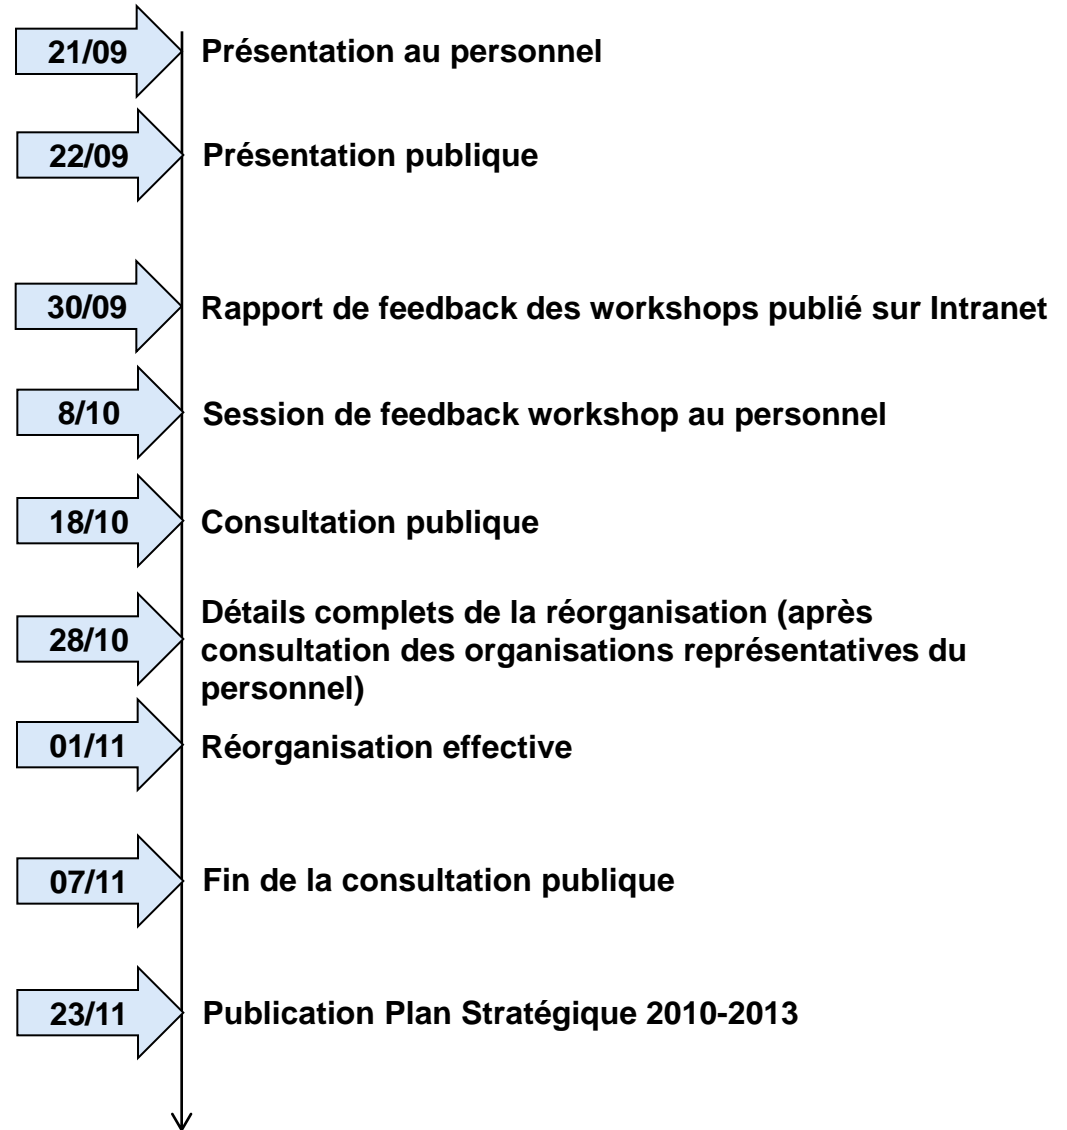 21/09 Présentation au personnel
22/09 Présentation publique
30/09 Rapport de feedback des workshops publié sur Intranet
8/10 Session de feedback workshop au personnel
18/10 Consultation publique
28/10 Détails complets de la réorganisation (après
consultation des organisations représentatives du
personnel)
01/11 Réorganisation effective
07/11 Fin de la consultation publique
23/11 Publication Plan Stratégique 2010-2013